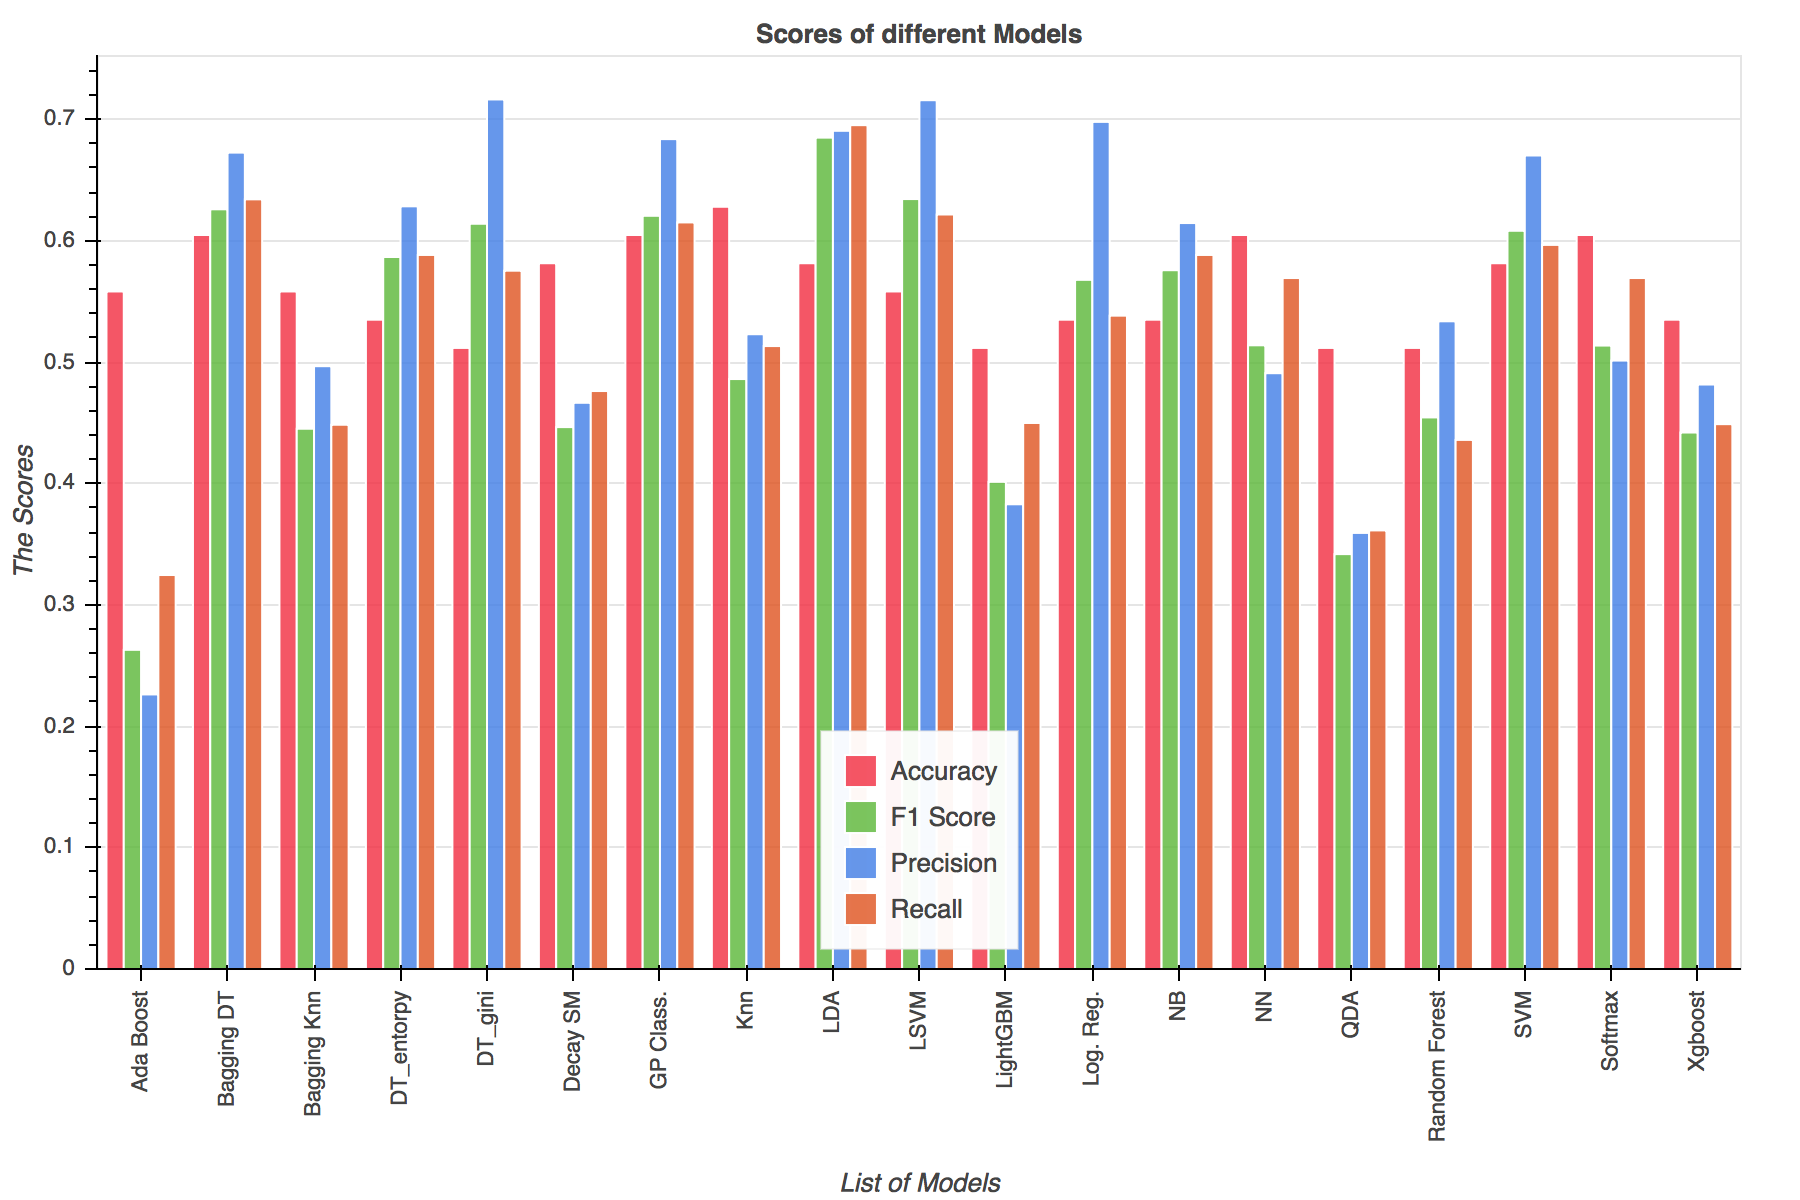 Scores of different Models
The Scores
0.7
0.6
0.5
0.4
0.3
0.2
0.1
0
Accuracy
F1 Score
Precision
Recall
Ada Boost
Bagging DT
Bagging Knn
DT_entorpy
DT_gini
Decay SM
GP Class.
Knn
LDA
LSVM
LightGBM
Log. Reg.
NB
NN
QDA
Random Forest
SVM
Softmax
Xgboost
List of Models